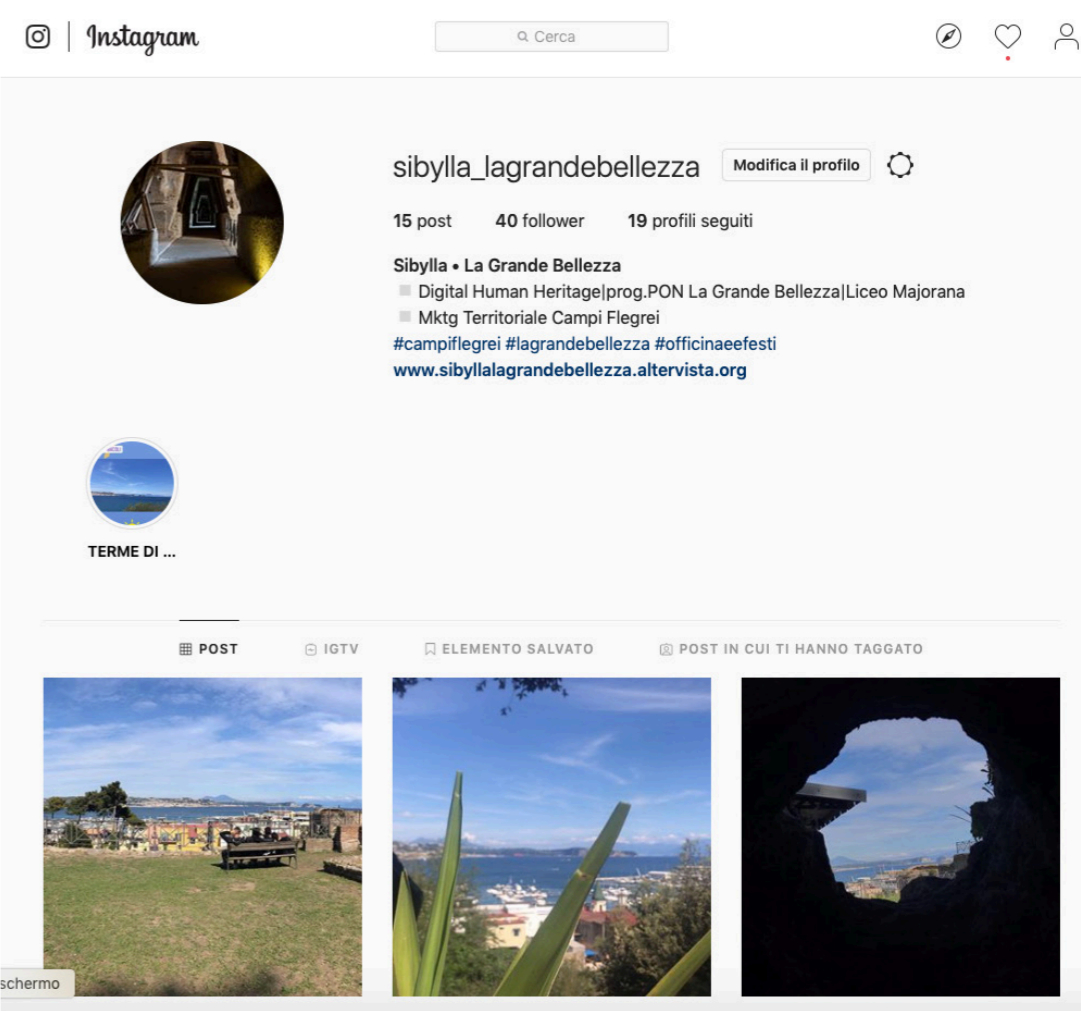 Instagram
Cerca
sibylla_lagrandebellezza Modifica il profilo
15 post 40 follower 19 profili seguiti
Sibylla • La Grande Bellezza
Digital Human Heritage|prog.PON La Grande Bellezza|Liceo Majorana
Mktg Territoriale Campi Flegrei
#campiflegrei #lagrandebellezza #officinaeefesti
www.sibyllalagrandebellezza.altervista.org
TERME DI ...
POST IGTV ELEMENTO SALVATO POST IN CUI TI HANNO TAGGATO
schermo